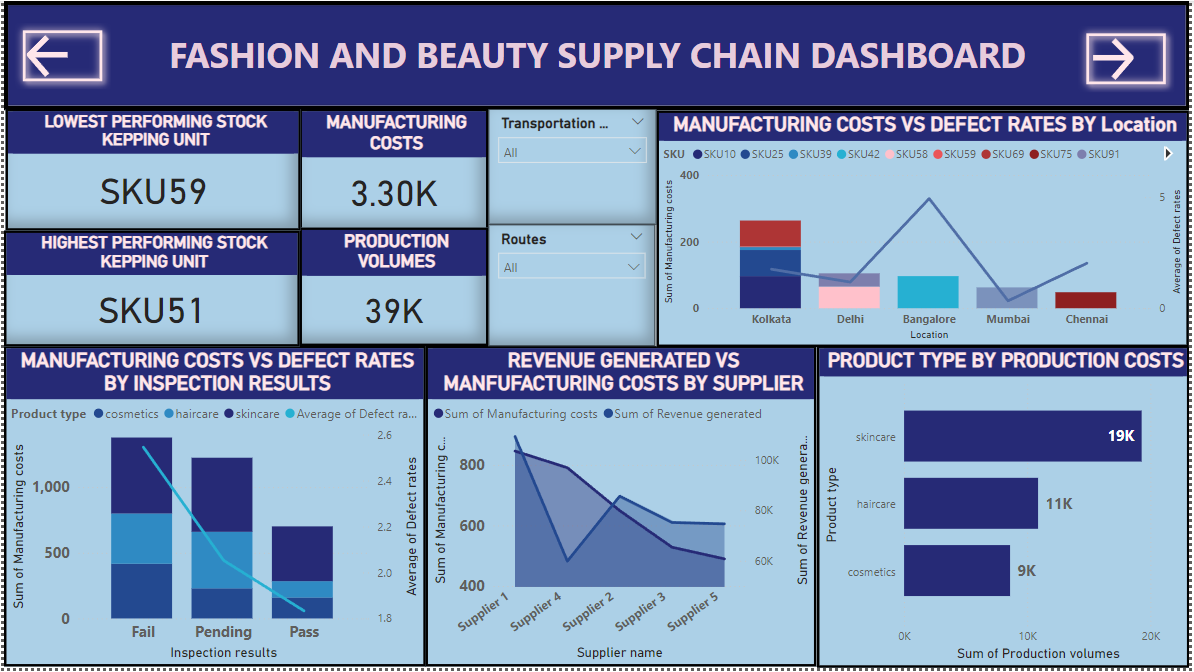 FASHION AND BEAUTY SUPPLY CHAIN DASHBOARD
LOWEST PERFORMING STOCK
KEPPING UNIT
SKU59
MANUFACTURING
COSTS
3.30K
Transportation ...
All
HIGHEST PERFORMING STOCK
KEPPING UNIT
SKU51
PRODUCTION
VOLUMES
39K
Routes
All
MANUFACTURING COSTS VS DEFECT RATES BY Location
SKU SKU10 SKU25 SKU39 SKU42 SKU58 SKU59 SKU69 SKU75 SKU91
Sum of Manufacturing costs
400
200
0
Average of Defect rates
5
0
Kolkata Delhi Bangalore Mumbai Chennai
Location
MANUFACTURING COSTS VS DEFECT RATES
BY INSPECTION RESULTS
Product type cosmetics haircare skincare Average of Defect ra...
Sum of Manufacturing costs
1,000
500
0
Average of Defect rates
2.6
2.4
2.2
2.0
1.8
Fail Pending Pass
Inspection results
REVENUE GENERATED VS
MANFUFACTURING COSTS BY SUPPLIER
Sum of Manufacturing costs Sum of Revenue generated
Sum of Manufacturing c...
800
600
400
Sum of Revenue genera...
100K
80K
60K
Supplier 1 Supplier 4 Supplier 2 Supplier 3 Supplier 5
Supplier name
PRODUCT TYPE BY PRODUCTION COSTS
Product type
skincare 19K
haircare 11K
cosmetics 9K
0K 10K 20K
Sum of Production volumes